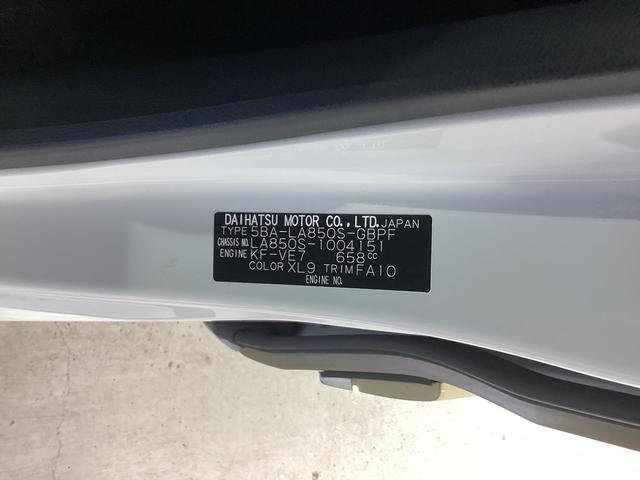 DAIHATSU MOTOR CO.,LTD. JAPAN
TYPE 5BA-LA850S-GBPF
CHASSIS NO. LA850S-1004151
ENGINE KF-VE7 658cc
COLOR XL9 TRIM FA10
ENGINE NO.